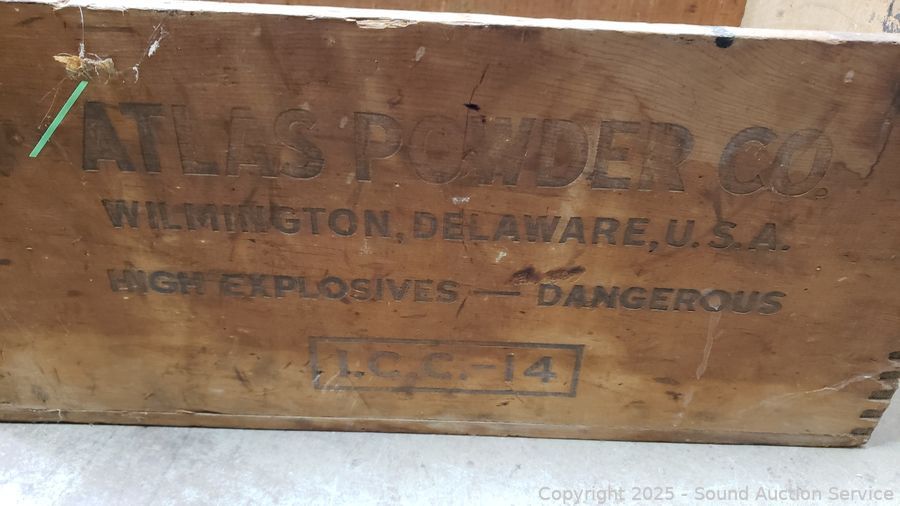 ATLAS POWDER CO.
WILMINGTON, DELAWARE, U.S.A.
HIGH EXPLOSIVES — DANGEROUS
I.C.C.-14
Copyright 2025 - Sound Auction Service